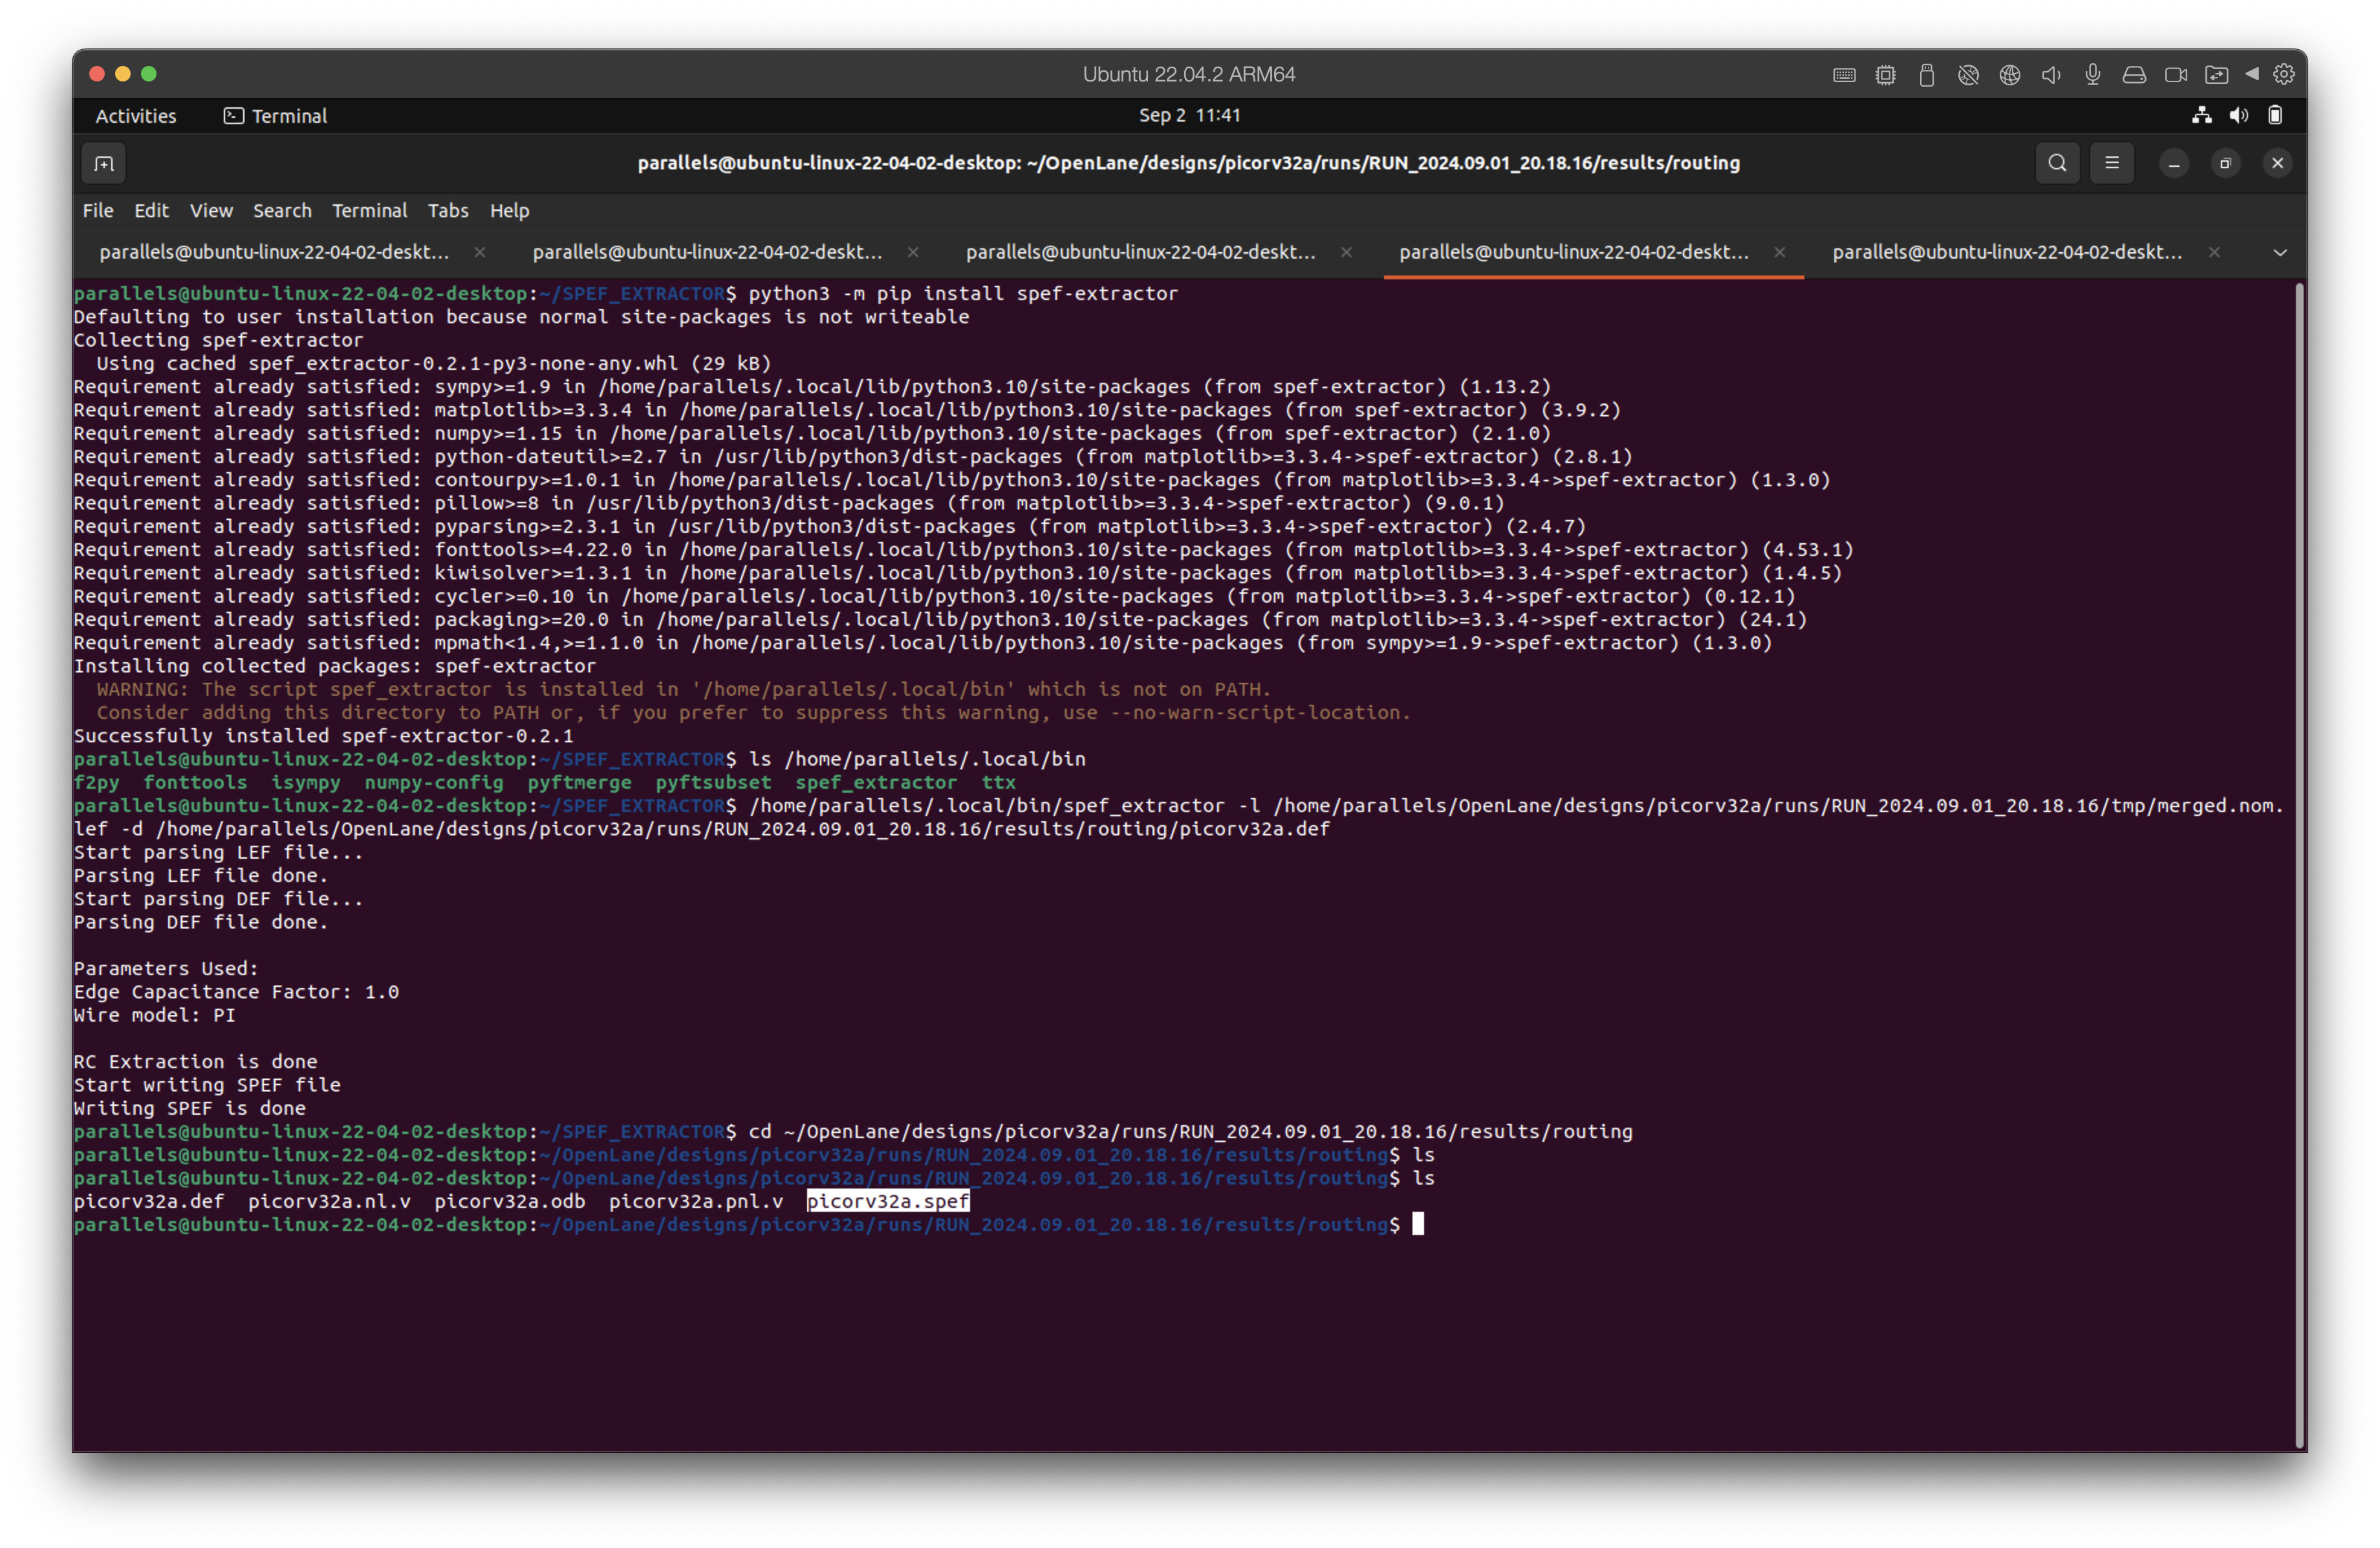 Ubuntu 22.04.2 ARM64
Activities Terminal Sep 2 11:41
parallels@ubuntu-linux-22-04-02-desktop: ~/OpenLane/designs/picorv32a/runs/RUN_2024.09.01_20.18.16/results/routing
File Edit View Search Terminal Tabs Help
parallels@ubuntu-linux-22-04-02-deskt... parallels@ubuntu-linux-22-04-02-deskt... parallels@ubuntu-linux-22-04-02-deskt... parallels@ubuntu-linux-22-04-02-deskt... parallels@ubuntu-linux-22-04-02-deskt...
parallels@ubuntu-linux-22-04-02-desktop:~/SPEF_EXTRACTOR$ python3 -m pip install spef-extractor
Defaulting to user installation because normal site-packages is not writeable
Collecting spef-extractor
  Using cached spef_extractor-0.2.1-py3-none-any.whl (29 kB)
Requirement already satisfied: sympy>=1.9 in /home/parallels/.local/lib/python3.10/site-packages (from spef-extractor) (1.13.2)
Requirement already satisfied: matplotlib>=3.3.4 in /home/parallels/.local/lib/python3.10/site-packages (from spef-extractor) (3.9.2)
Requirement already satisfied: numpy>=1.15 in /home/parallels/.local/lib/python3.10/site-packages (from spef-extractor) (2.1.0)
Requirement already satisfied: python-dateutil>=2.7 in /usr/lib/python3/dist-packages (from matplotlib>=3.3.4->spef-extractor) (2.8.1)
Requirement already satisfied: contourpy>=1.0.1 in /home/parallels/.local/lib/python3.10/site-packages (from matplotlib>=3.3.4->spef-extractor) (1.3.0)
Requirement already satisfied: pillow>=8 in /usr/lib/python3/dist-packages (from matplotlib>=3.3.4->spef-extractor) (9.0.1)
Requirement already satisfied: pyparsing>=2.3.1 in /usr/lib/python3/dist-packages (from matplotlib>=3.3.4->spef-extractor) (2.4.7)
Requirement already satisfied: fonttools>=4.22.0 in /home/parallels/.local/lib/python3.10/site-packages (from matplotlib>=3.3.4->spef-extractor) (4.53.1)
Requirement already satisfied: kiwisolver>=1.3.1 in /home/parallels/.local/lib/python3.10/site-packages (from matplotlib>=3.3.4->spef-extractor) (1.4.5)
Requirement already satisfied: cycler>=0.10 in /home/parallels/.local/lib/python3.10/site-packages (from matplotlib>=3.3.4->spef-extractor) (0.12.1)
Requirement already satisfied: packaging>=20.0 in /home/parallels/.local/lib/python3.10/site-packages (from matplotlib>=3.3.4->spef-extractor) (24.1)
Requirement already satisfied: mpmath<1.4,>=1.1.0 in /home/parallels/.local/lib/python3.10/site-packages (from sympy>=1.9->spef-extractor) (1.3.0)
Installing collected packages: spef-extractor
  WARNING: The script spef_extractor is installed in '/home/parallels/.local/bin' which is not on PATH.
  Consider adding this directory to PATH or, if you prefer to suppress this warning, use --no-warn-script-location.
Successfully installed spef-extractor-0.2.1
parallels@ubuntu-linux-22-04-02-desktop:~/SPEF_EXTRACTOR$ ls /home/parallels/.local/bin
f2py  fonttools  isympy  numpy-config  pyftmerge  pyftsubset  spef_extractor  ttx
parallels@ubuntu-linux-22-04-02-desktop:~/SPEF_EXTRACTOR$ /home/parallels/.local/bin/spef_extractor -l /home/parallels/OpenLane/designs/picorv32a/runs/RUN_2024.09.01_20.18.16/tmp/merged.nom.
lef -d /home/parallels/OpenLane/designs/picorv32a/runs/RUN_2024.09.01_20.18.16/results/routing/picorv32a.def
Start parsing LEF file...
Parsing LEF file done.
Start parsing DEF file...
Parsing DEF file done.
Parameters Used:
Edge Capacitance Factor: 1.0
Wire model: PI
RC Extraction is done
Start writing SPEF file
Writing SPEF is done
parallels@ubuntu-linux-22-04-02-desktop:~/SPEF_EXTRACTOR$ cd ~/OpenLane/designs/picorv32a/runs/RUN_2024.09.01_20.18.16/results/routing
parallels@ubuntu-linux-22-04-02-desktop:~/OpenLane/designs/picorv32a/runs/RUN_2024.09.01_20.18.16/results/routing$ ls
parallels@ubuntu-linux-22-04-02-desktop:~/OpenLane/designs/picorv32a/runs/RUN_2024.09.01_20.18.16/results/routing$ ls
picorv32a.def  picorv32a.nl.v  picorv32a.odb  picorv32a.pnl.v  picorv32a.spef
parallels@ubuntu-linux-22-04-02-desktop:~/OpenLane/designs/picorv32a/runs/RUN_2024.09.01_20.18.16/results/routing$